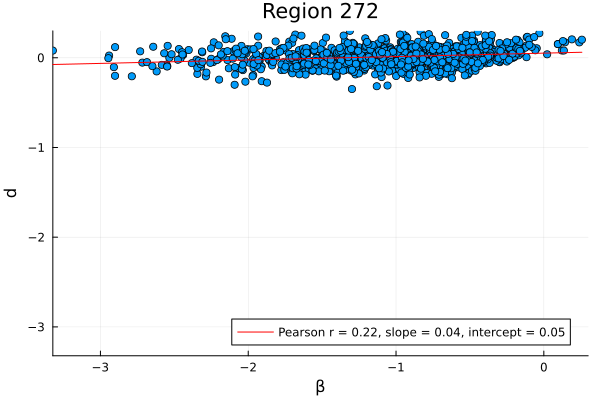 Region 272
0
−1
−2
−3
d
Pearson r = 0.22, slope = 0.04, intercept = 0.05
−3
−2
−1
0
β